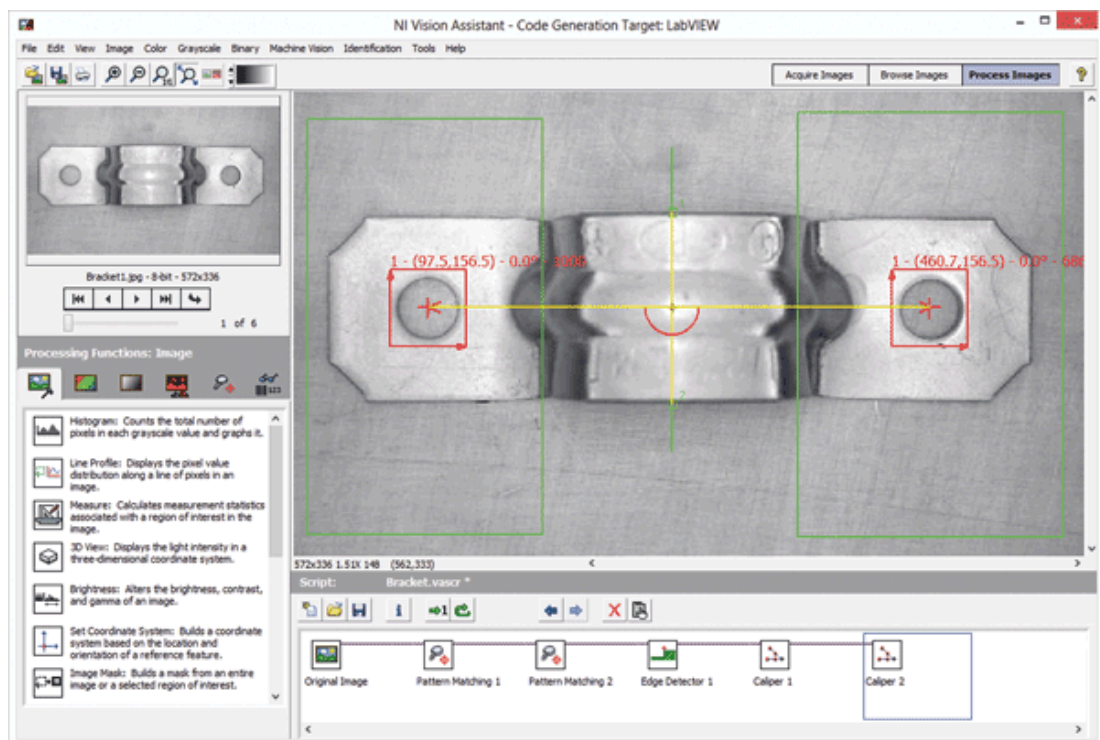 NI Vision Assistant - Code Generation Target: LabVIEW
File Edit View Image Color Grayscale Binary Machine Vision Identification Tools Help
Acquire Images Browse Images Process Images ?
1 - (97.5,156.5) - 0.0° - 1000
1 - (460.7,156.5) - 0.0° - 686
Bracket1.jpg - 8-bit - 572x336
1 of 6
Processing Functions: Image
Histogram: Counts the total number of
pixels in each grayscale value and graphs it.
Line Profile: Displays the pixel value
distribution along a line of pixels in an
image.
Measure: Calculates measurement statistics
associated with a region of interest in the
image.
3D View: Displays the light intensity in a
three-dimensional coordinate system.
Brightness: Alters the brightness, contrast,
and gamma of an image.
Set Coordinate System: Builds a coordinate
system based on the location and
orientation of a reference feature.
Image Mask: Builds a mask from an entire
image or a selected region of interest.
572x336 1.51X 148 (562,333)
Script: Bracket.vascr *
Original Image Pattern Matching 1 Pattern Matching 2 Edge Detector 1 Caliper 1 Caliper 2